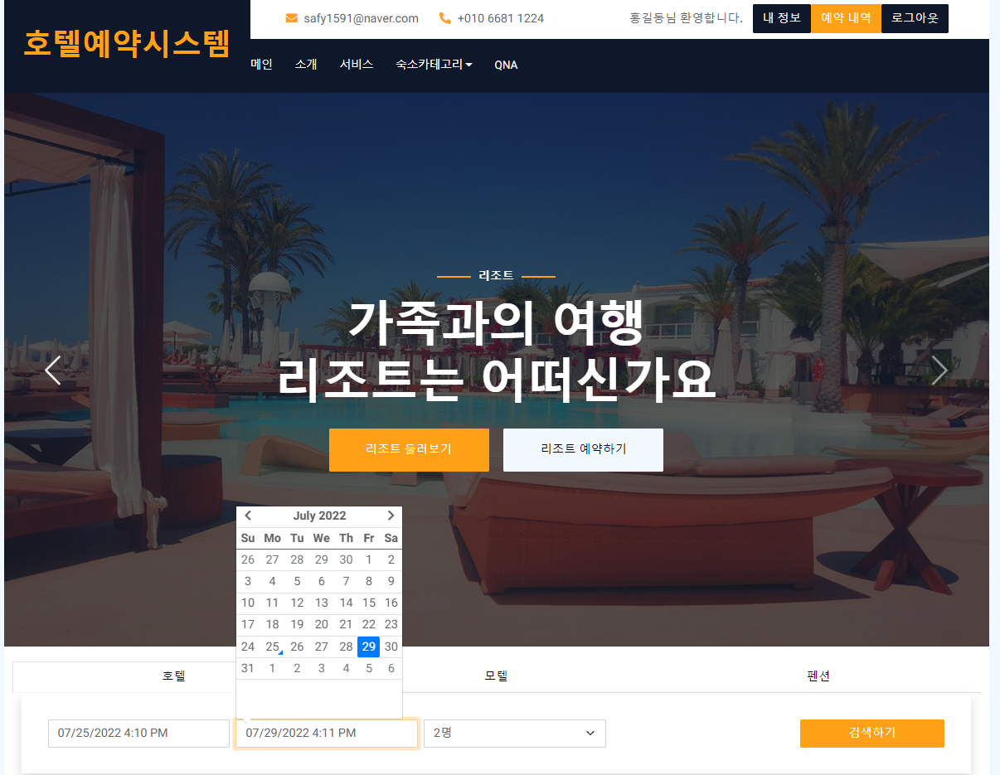 호텔예약시스템
safy1591@naver.com +010 6681 1224 홍길동님 환영합니다. 내 정보 예약 내역 로그아웃
메인 소개 서비스 숙소카테고리 QNA
리조트
가족과의 여행
리조트는 어떠신가요
리조트 둘러보기 리조트 예약하기
July 2022
Su Mo Tu We Th Fr Sa
26 27 28 29 30 1 2
3 4 5 6 7 8 9
10 11 12 13 14 15 16
17 18 19 20 21 22 23
24 25 26 27 28 29 30
31 1 2 3 4 5 6
호텔 모텔 펜션
07/25/2022 4:10 PM 07/29/2022 4:11 PM 2명 검색하기